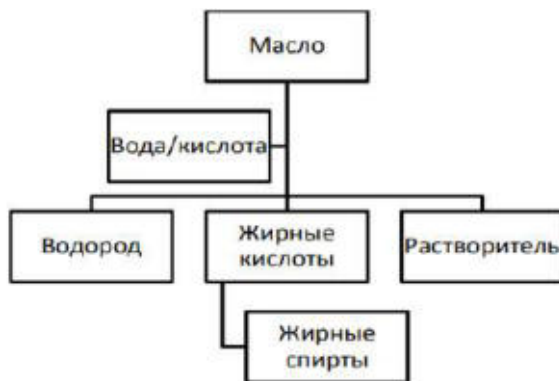 Масло
Вода/кислота
Водород
Жирные
кислоты
Растворитель
Жирные
спирты